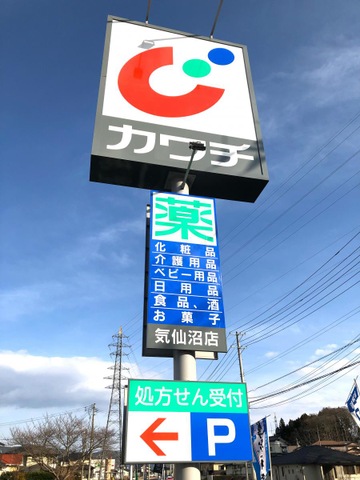 カワチ
薬
化粧品
介護用品
ベビー用品
日用品
食品、酒
お菓子
気仙沼店
処方せん受付
P